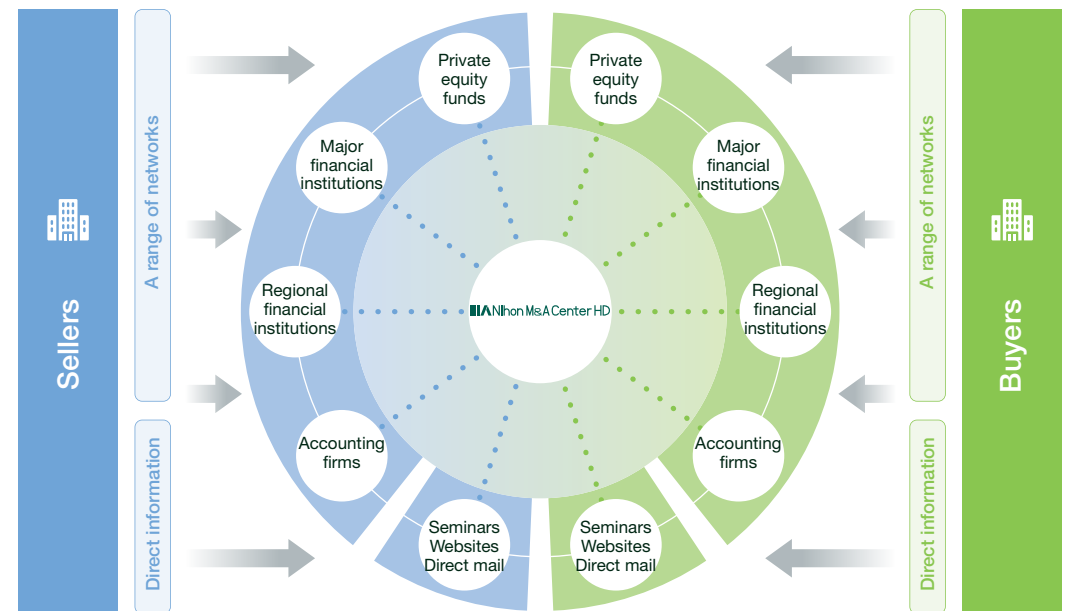 Sellers
A range of networks
Direct information
Private
equity
funds
Major
financial
institutions
Regional
financial
institutions
Accounting
firms
Seminars
Websites
Direct mail
Nihon M&A Center HD
Private
equity
funds
Major
financial
institutions
Regional
financial
institutions
Accounting
firms
Seminars
Websites
Direct mail
A range of networks
Direct information
Buyers